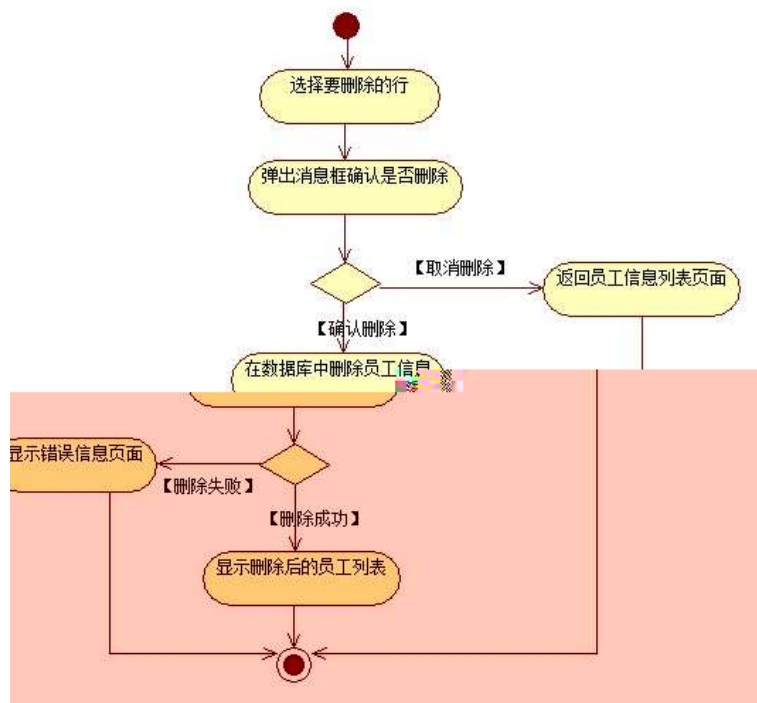 选择要删除的行
弹出消息框确认是否删除
【取消删除】
返回员工信息列表页面
【确认删除】
在数据库中删除员工信息
显示错误信息页面
【删除失败】
【删除成功】
显示删除后的员工列表